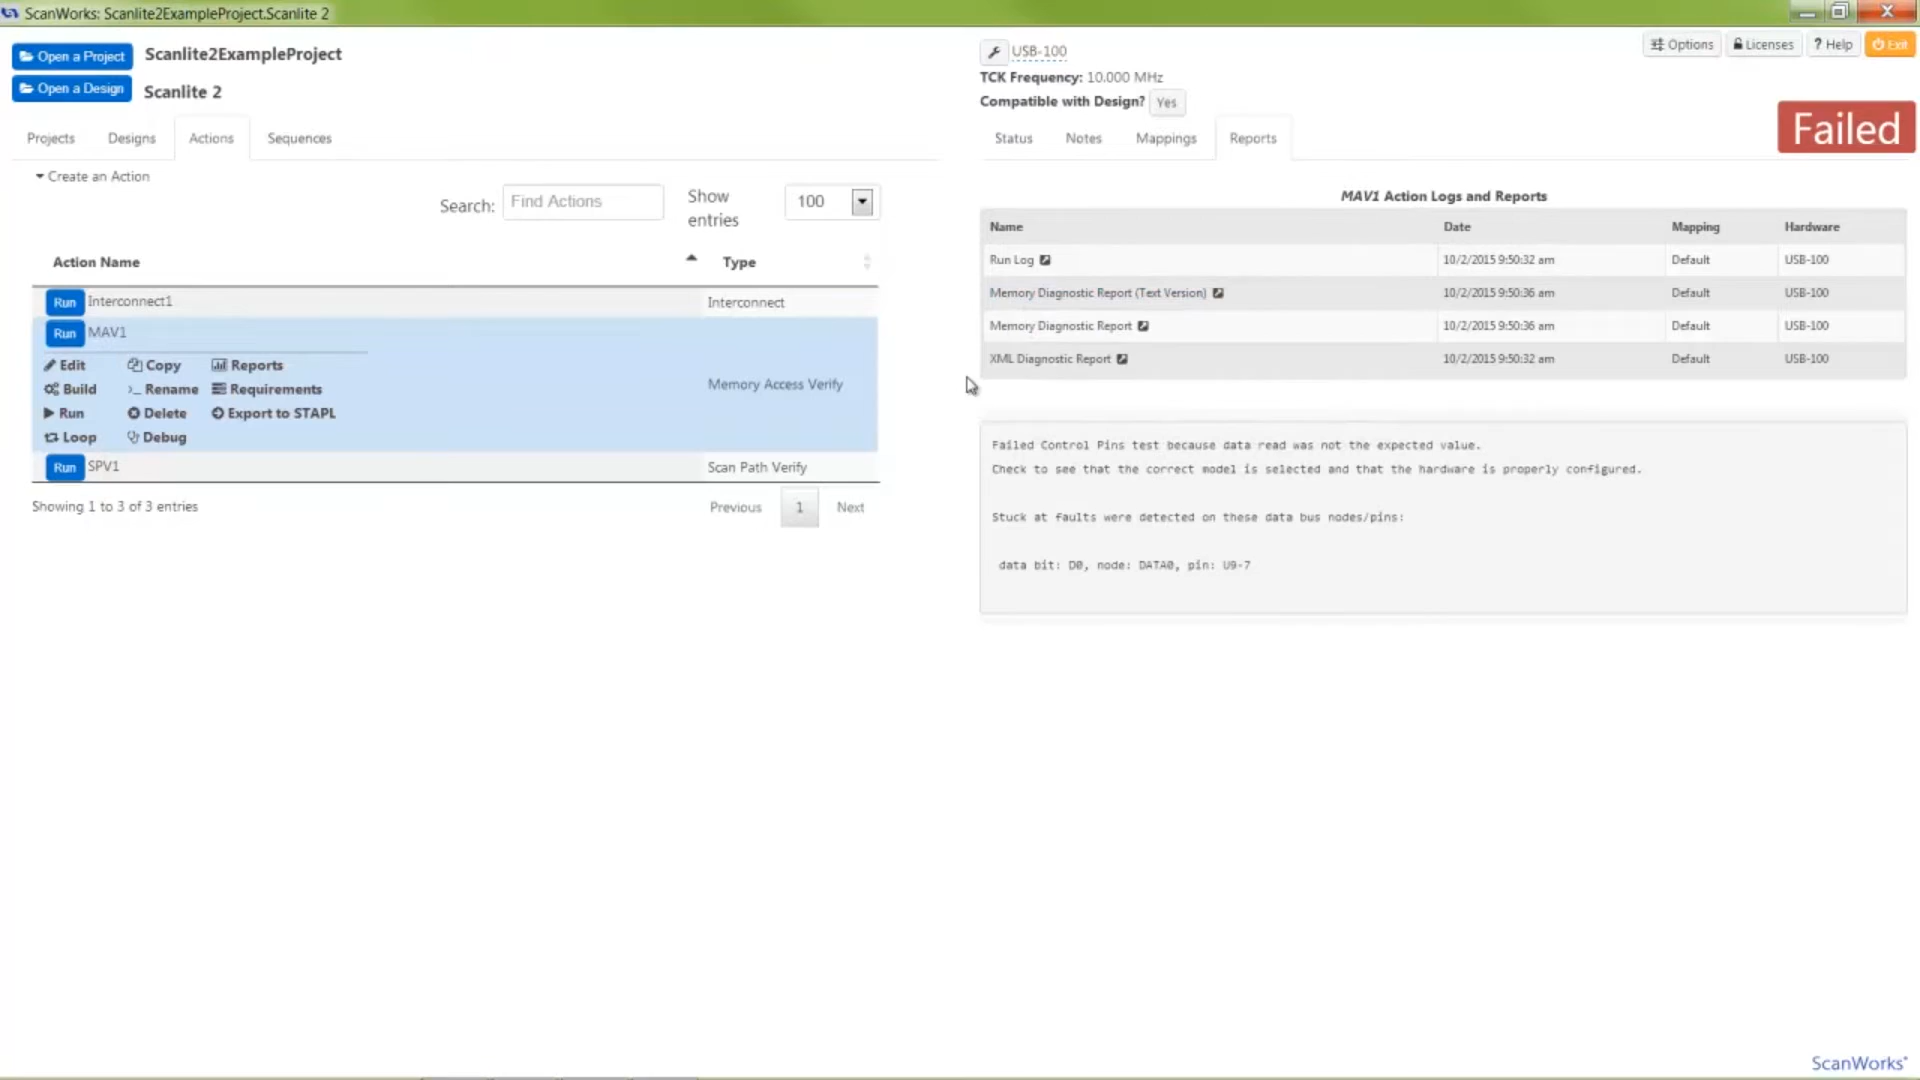 ScanWorks: Scanlite2ExampleProject.Scanlite 2
Open a Project
Scanlite2ExampleProject
Open a Design
Scanlite 2
Projects
Designs
Actions
Sequences
Create an Action
Search:
Find Actions
Show
entries
100
Action Name
Type
Run
Interconnect1
Interconnect
Run
MAV1
Edit
Copy
Reports
Build
Rename
Requirements
Run
Delete
Export to STAPL
Loop
Debug
Memory Access Verify
Run
SPV1
Scan Path Verify
Showing 1 to 3 of 3 entries
Previous
1
Next
USB-100
TCK Frequency: 10.000 MHz
Compatible with Design? Yes
Options
Licenses
? Help
Exit
Status
Notes
Mappings
Reports
Failed
MAV1 Action Logs and Reports
Name Date Mapping Hardware
Run Log 10/2/2015 9:50:32 am Default USB-100
Memory Diagnostic Report (Text Version) 10/2/2015 9:50:36 am Default USB-100
Memory Diagnostic Report 10/2/2015 9:50:36 am Default USB-100
XML Diagnostic Report 10/2/2015 9:50:32 am Default USB-100
Failed Control Pins test because data read was not the expected value.
Check to see that the correct model is selected and that the hardware is properly configured.
Stuck at faults were detected on these data bus nodes/pins:
data bit: D0, node: DATA0, pin: U9-7
ScanWorks®